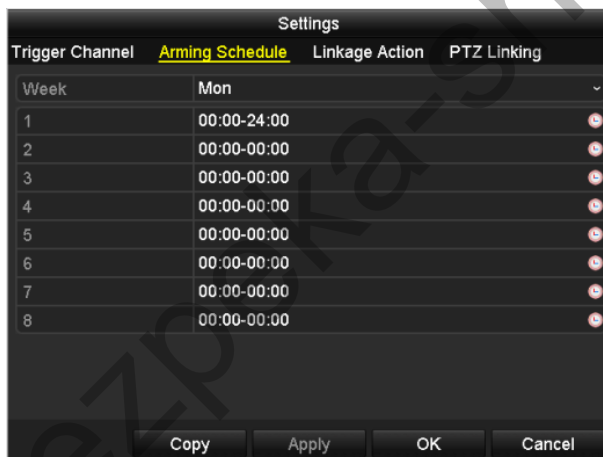 Settings
Trigger Channel Arming Schedule Linkage Action PTZ Linking
Week Mon
1 00:00-24:00
2 00:00-00:00
3 00:00-00:00
4 00:00-00:00
5 00:00-00:00
6 00:00-00:00
7 00:00-00:00
8 00:00-00:00
Copy Apply OK Cancel